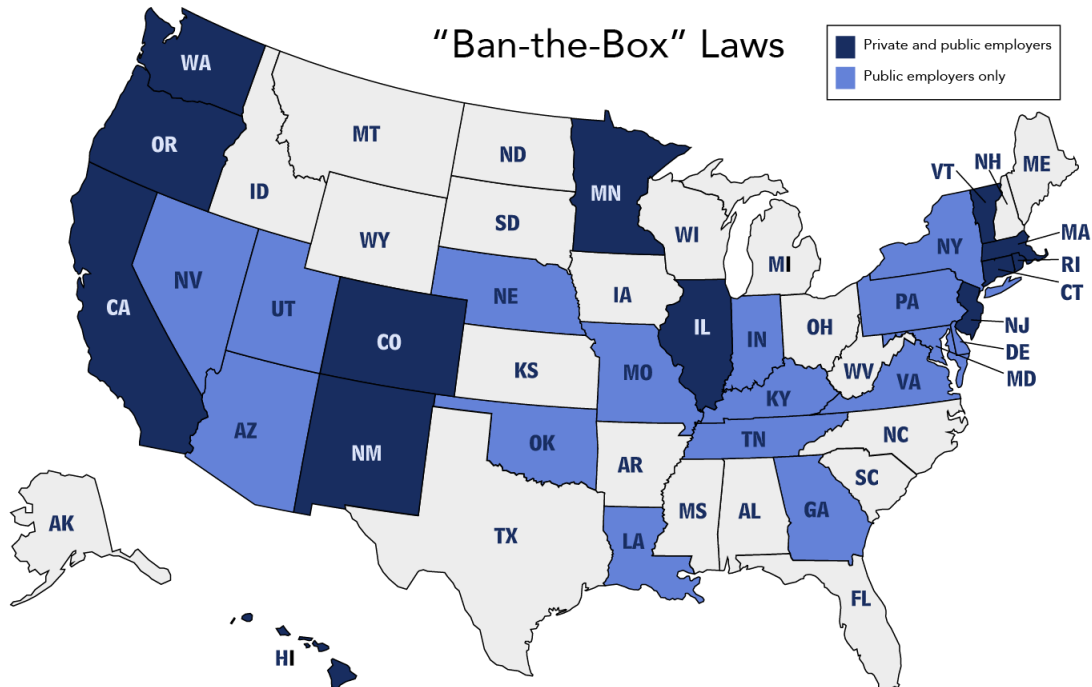 “Ban-the-Box” Laws
Private and public employers
Public employers only
WA
OR
CA
NV
ID
MT
WY
UT
AZ
CO
NM
ND
SD
NE
KS
OK
TX
MN
IA
MO
AR
LA
WI
IL
MI
IN
OH
KY
TN
MS
AL
GA
FL
SC
NC
VA
WV
PA
NY
VT
NH
ME
MA
RI
CT
NJ
DE
MD
AK
HI